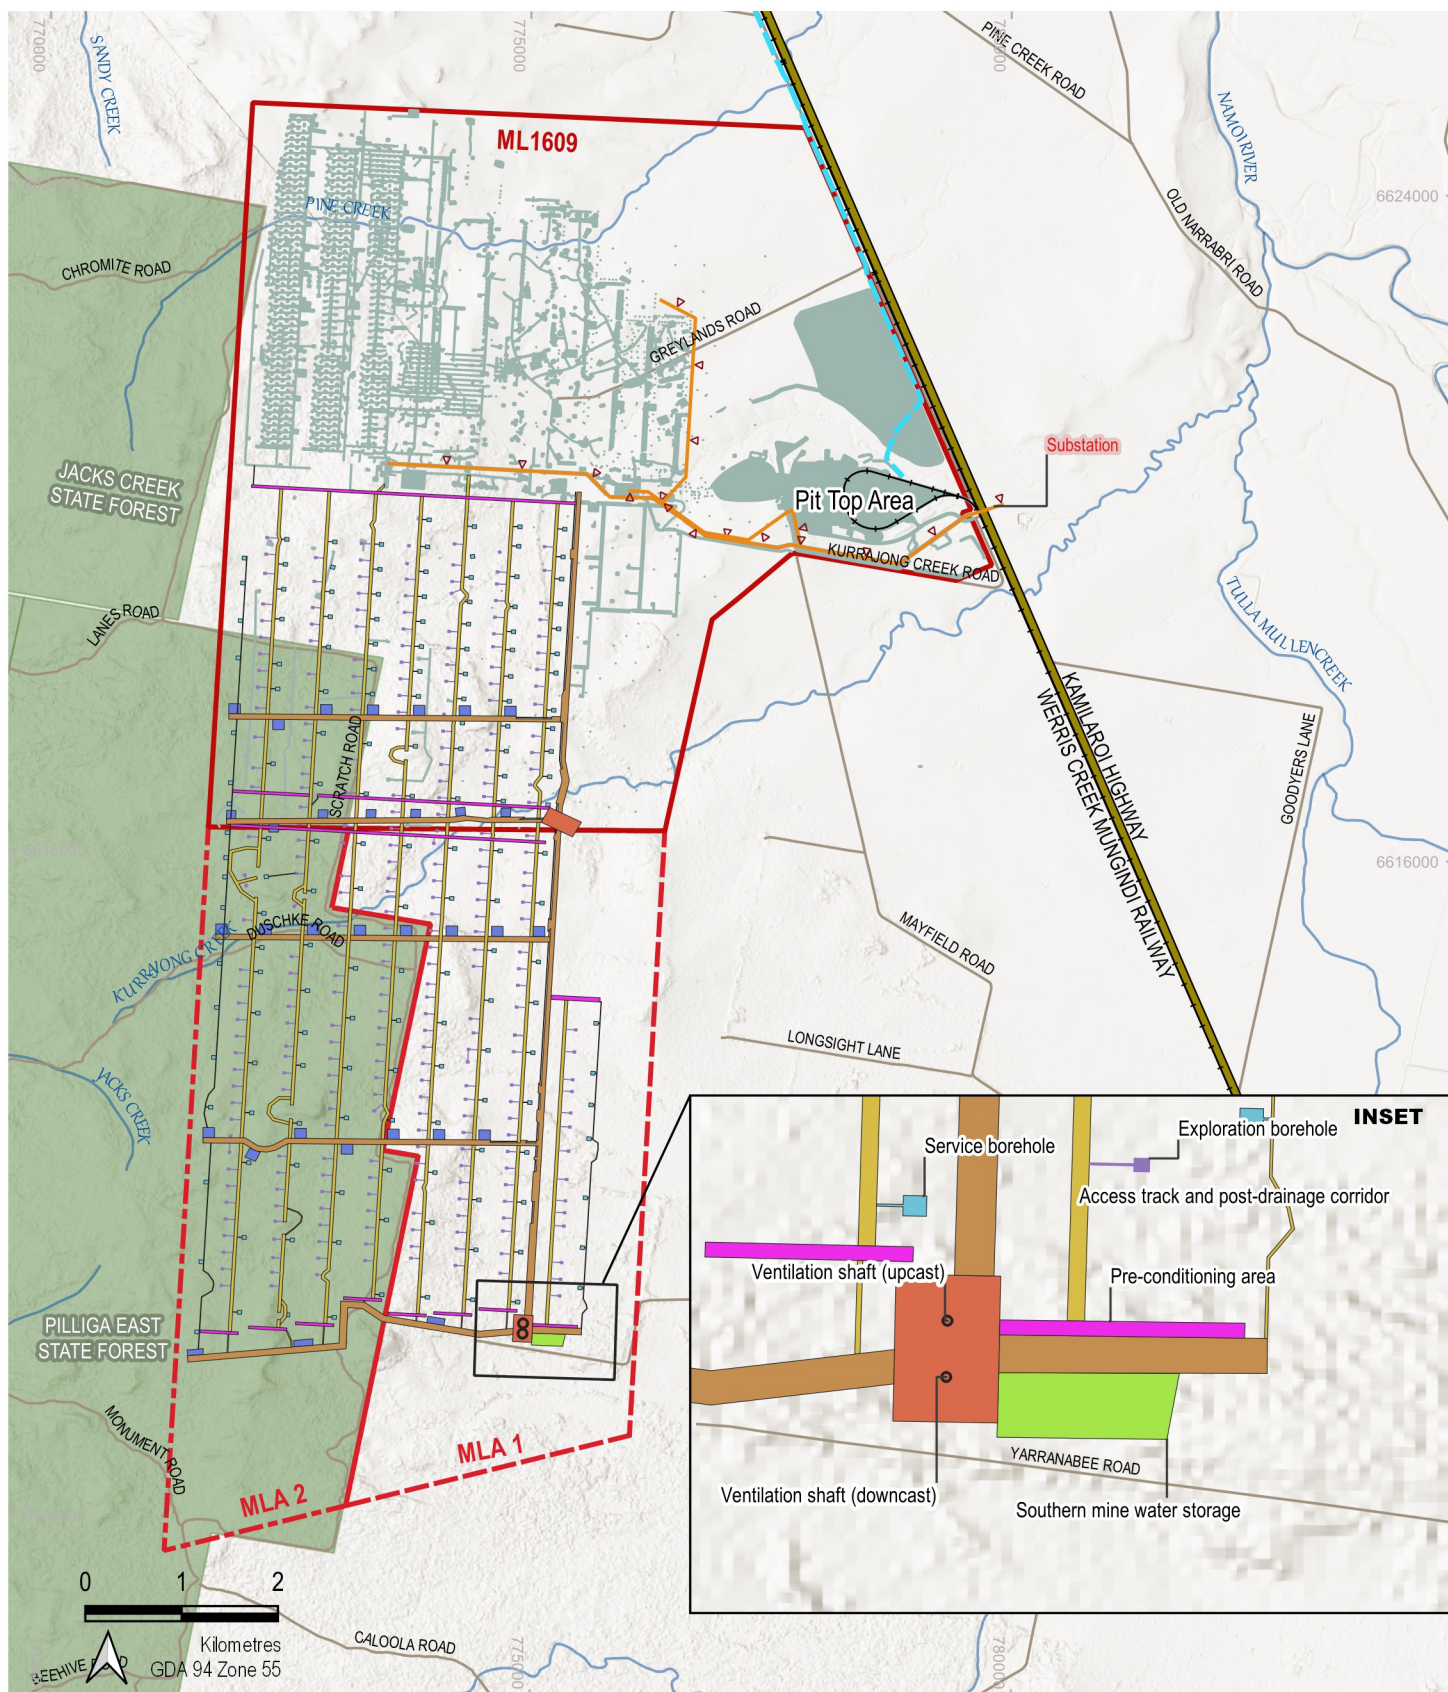 770000
775000
SANDY CREEK
PINE CREEK ROAD
NAMOI RIVER
ML1609
6624000
OLD NARRABRI ROAD
PINE CREEK
CHROMITE ROAD
GREYLANDS ROAD
Substation
JACKS CREEK
STATE FOREST
Pit Top Area
KURRAJONG CREEK ROAD
LANES ROAD
TULLA MULLENCREEK
KAMILAROI HIGHWAY
WERRIS CREEK MUNGINDI RAILWAY
GOODYERS LANE
SCRATCH ROAD
6616000
DUSCHKE ROAD
KURRAJONG CREEK
MAYFIELD ROAD
LONGSIGHT LANE
JACKS CREEK
INSET
Exploration borehole
Service borehole
Access track and post-drainage corridor
Ventilation shaft (upcast)
Pre-conditioning area
PILLIGA EAST
STATE FOREST
8
MONUMENT ROAD
MLA 1
MLA 2
YARRANABEE ROAD
Ventilation shaft (downcast)
Southern mine water storage
0 1 2
Kilometres
GDA 94 Zone 55
CALOOLA ROAD
BEEHIVE ROAD
775000
780000